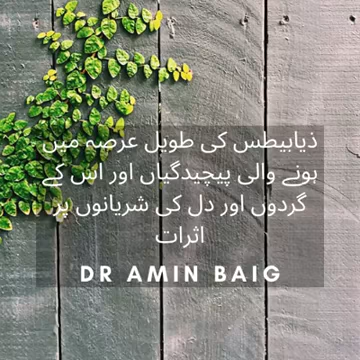 ذیابیطس کی طویل عرصہ میں
ہونے والی پیچیدگیاں اور اس کے
گردوں اور دل کی شریانوں پر
اثرات
DR AMIN BAIG